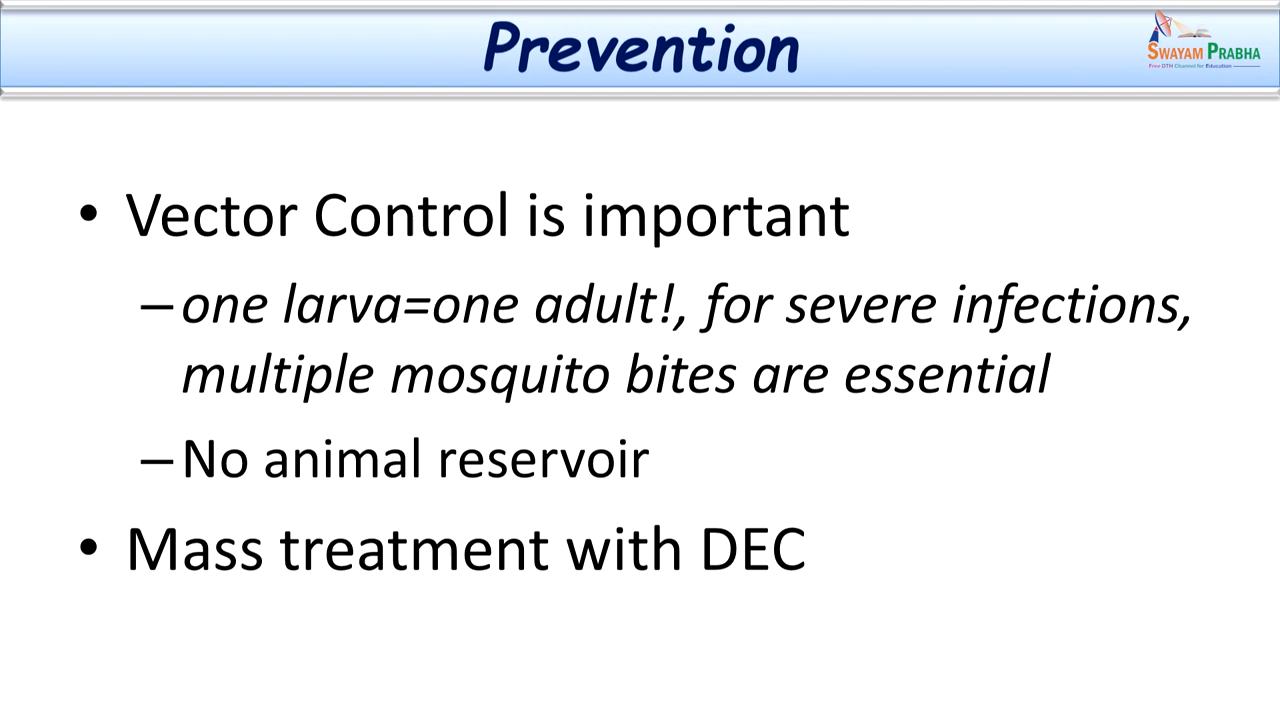 Prevention
SWAYAM PRABHA
Free DTH Channel for Education
• Vector Control is important
– one larva=one adult!, for severe infections,
multiple mosquito bites are essential
– No animal reservoir
• Mass treatment with DEC